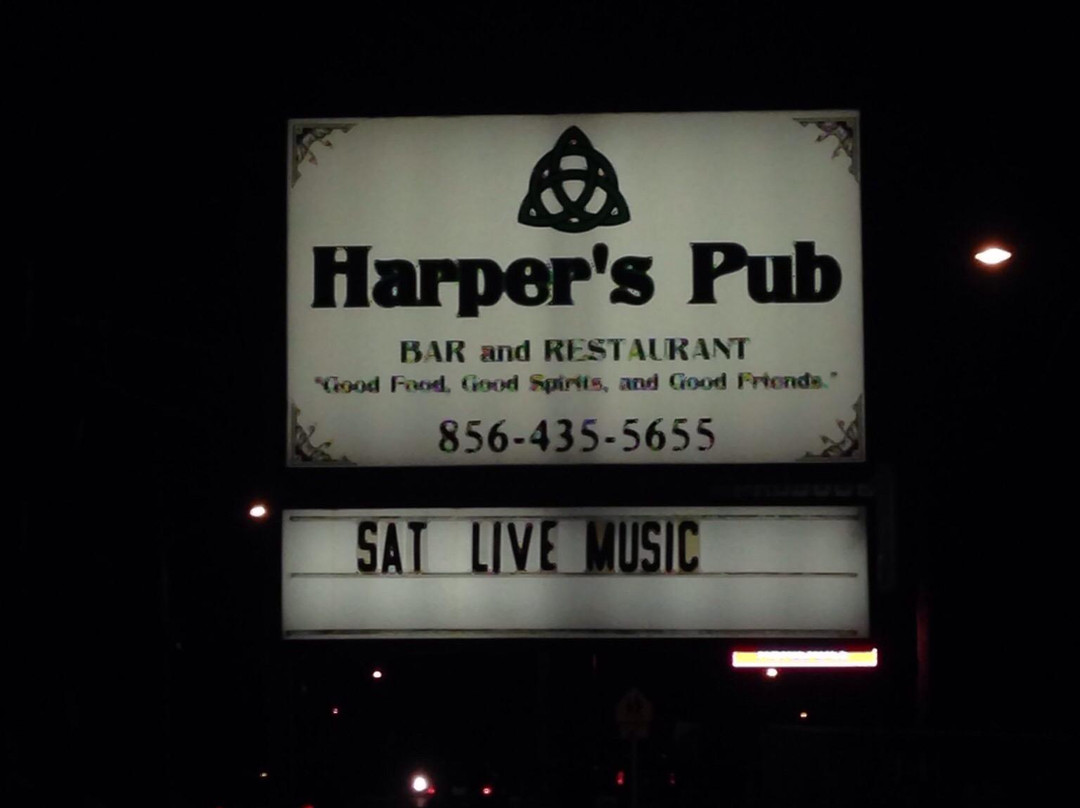 Harper's Pub
BAR and RESTAURANT
"Good Food, Good Spirits, and Good Friends."
856-435-5655
SAT LIVE MUSIC